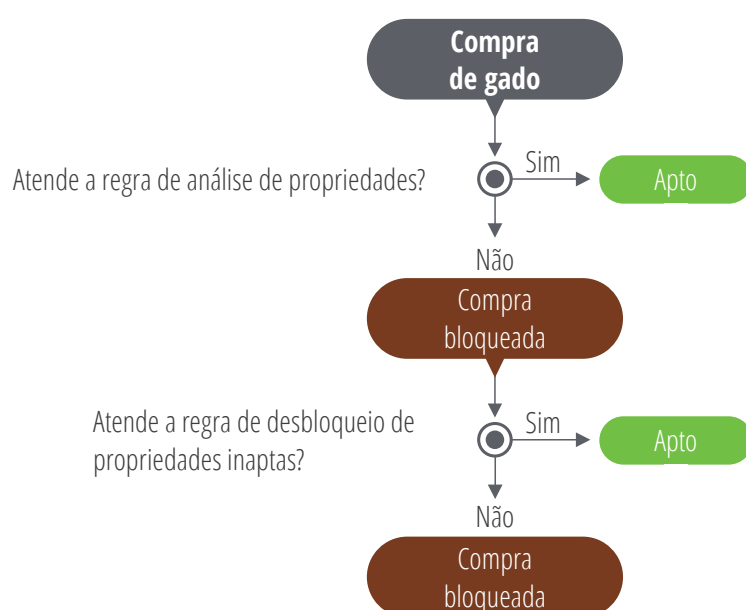 Compra
de gado
Atende a regra de análise de propriedades?
Sim
Apto
Não
Compra
bloqueada
Atende a regra de desbloqueio de
propriedades inaptas?
Sim
Apto
Não
Compra
bloqueada